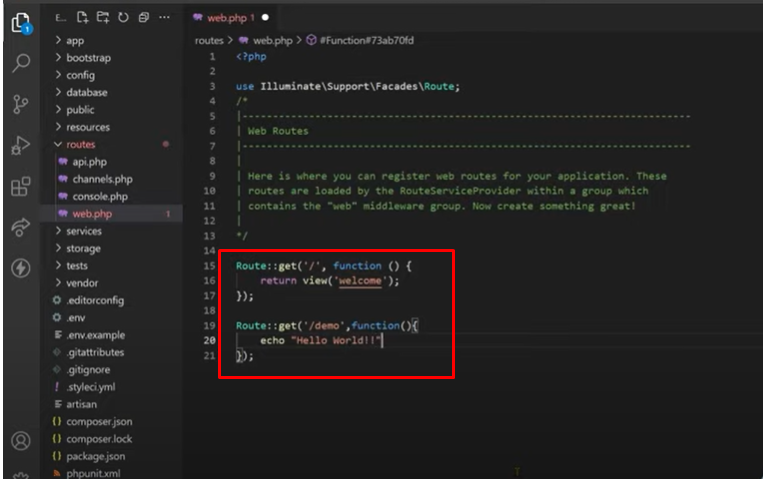 E... ...
app
bootstrap
config
database
public
resources
routes
api.php
channels.php
console.php
web.php 1
services
storage
tests
vendor
.editorconfig
.env
.env.example
.gitattributes
.gitignore
.styleci.yml
artisan
composer.json
composer.lock
package.json
phpunit.xml
1
web.php 1
routes > web.php > #Function#73ab70fd
1 <?php
2
3 use Illuminate\Support\Facades\Route;
4 /*
5 |--------------------------------------------------------------------------
6 | Web Routes
7 |--------------------------------------------------------------------------
8 |
9 | Here is where you can register web routes for your application. These
10 | routes are loaded by the RouteServiceProvider within a group which
11 | contains the "web" middleware group. Now create something great!
12 |
13 */
14
15 Route::get('/', function () {
16 return view('welcome');
17 });
18
19 Route::get('/demo',function(){
20 echo "Hello World!!"
21 });